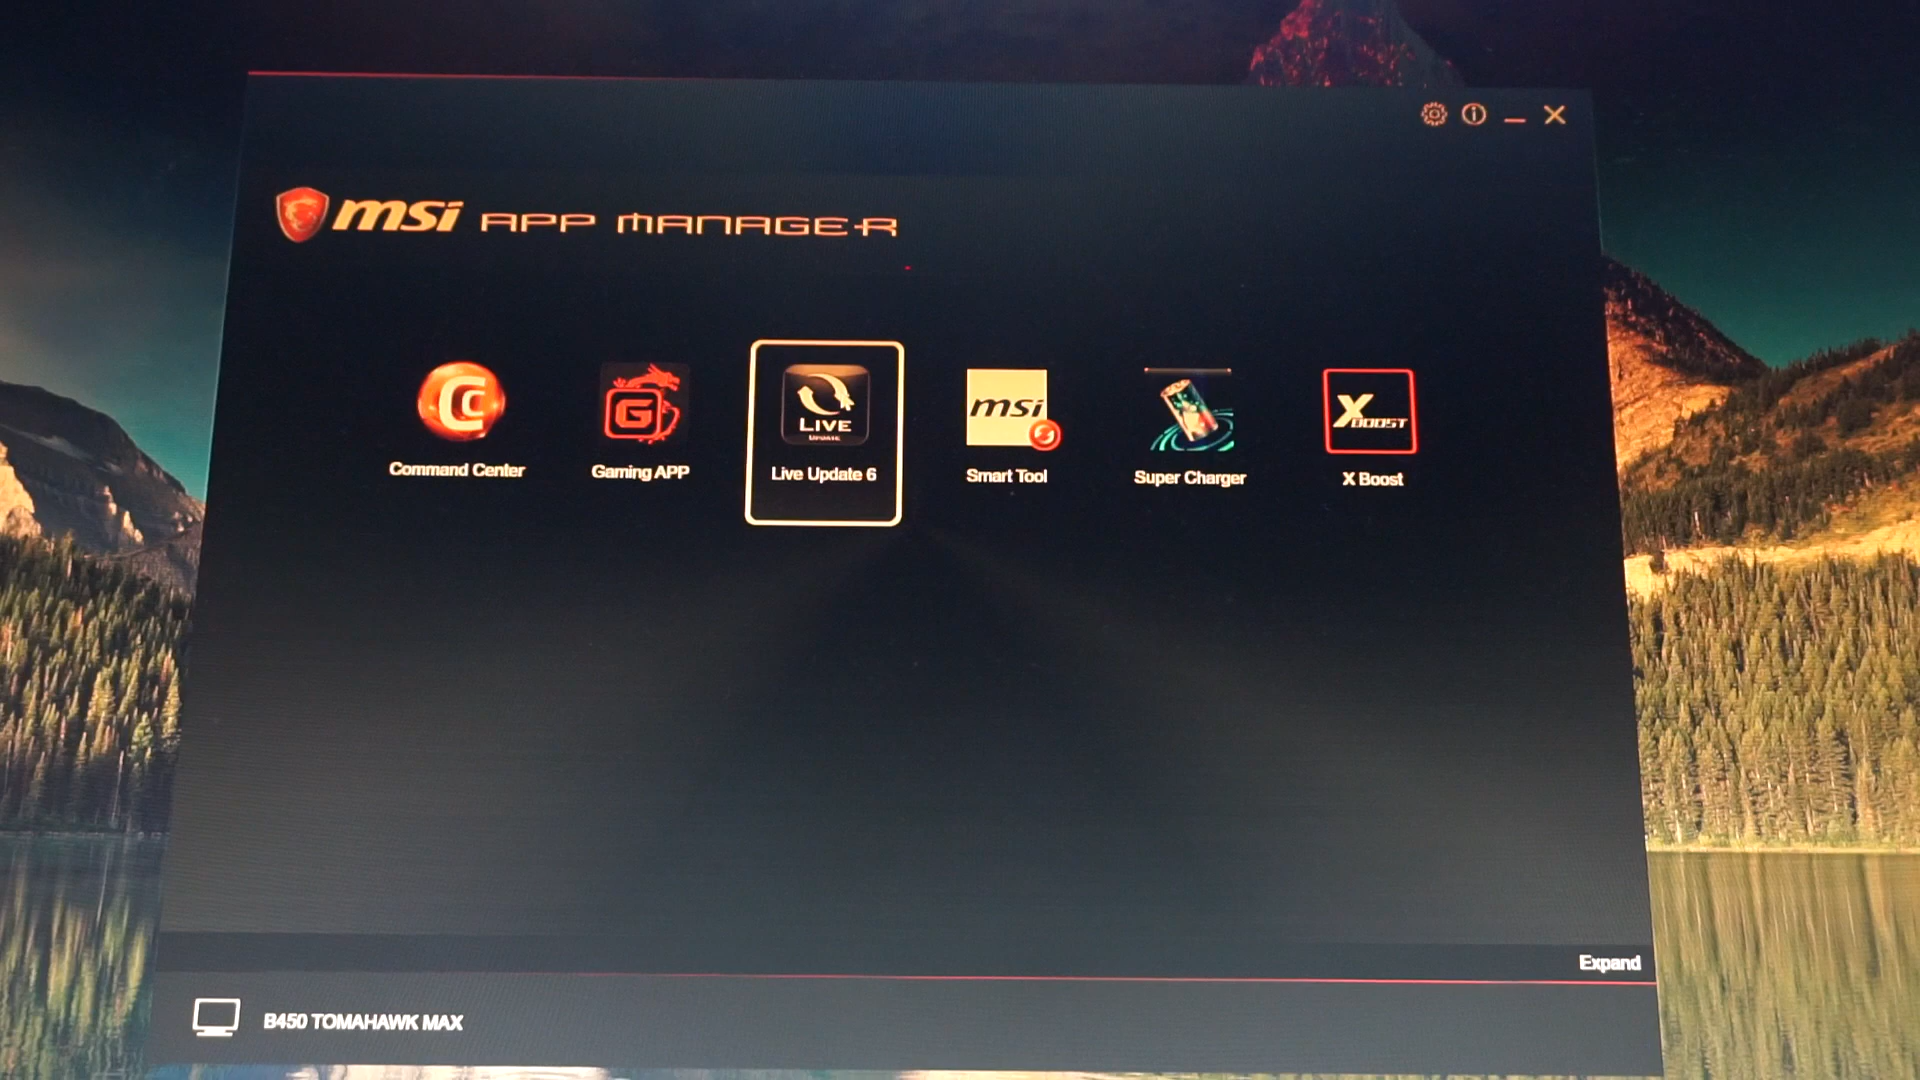 msi APP MANAGER
LIVE
UPDATE
msi
X BOOST
Command Center
Gaming APP
Live Update 6
Smart Tool
Super Charger
X Boost
Expand
B450 TOMAHAWK MAX